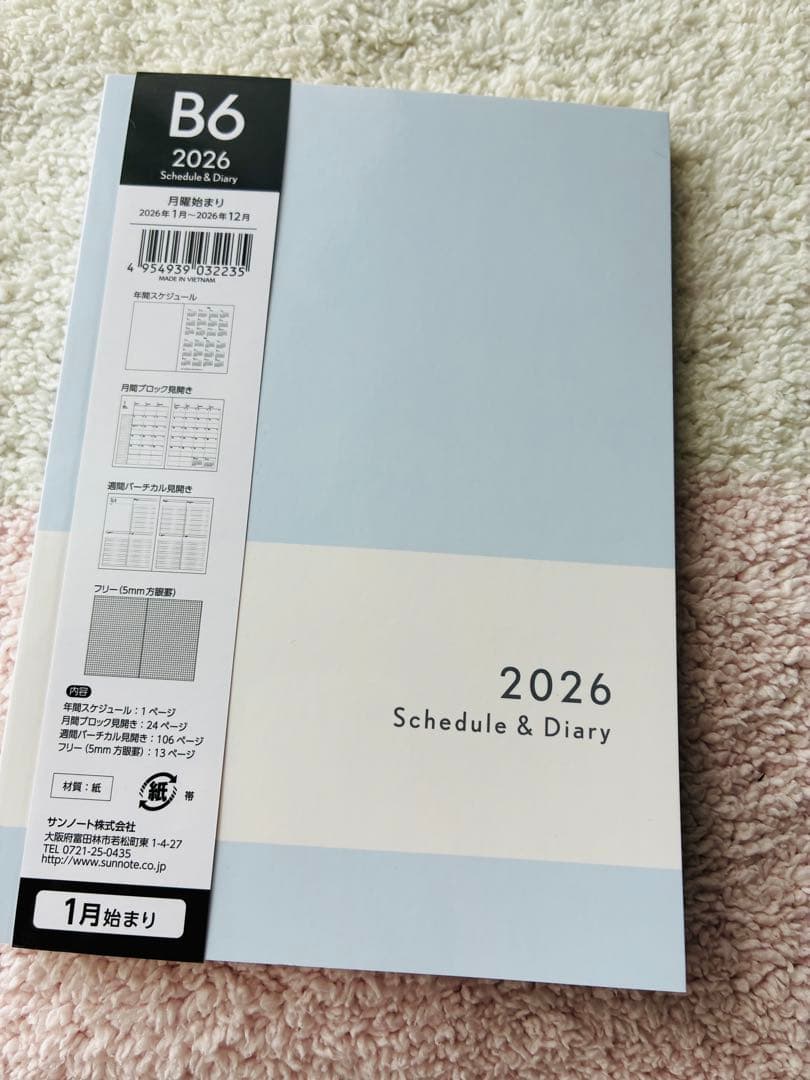 B6
2026
Schedule & Diary
月曜始まり
2026年1月～2026年12月
4 954939 032235
MADE IN VIETNAM
年間スケジュール
月間ブロック見開き
週間バーチカル見開き
フリー（5mm方眼罫）
内容
年間スケジュール：1ページ
月間ブロック見開き：24ページ
週間バーチカル見開き：106ページ
フリー（5mm方眼罫）：13ページ
材質：紙
紙
帯
サンノート株式会社
大阪府富田林市若松町東1-4-27
TEL 0721-25-0435
http://www.sunnote.co.jp
1月始まり
2026
Schedule & Diary